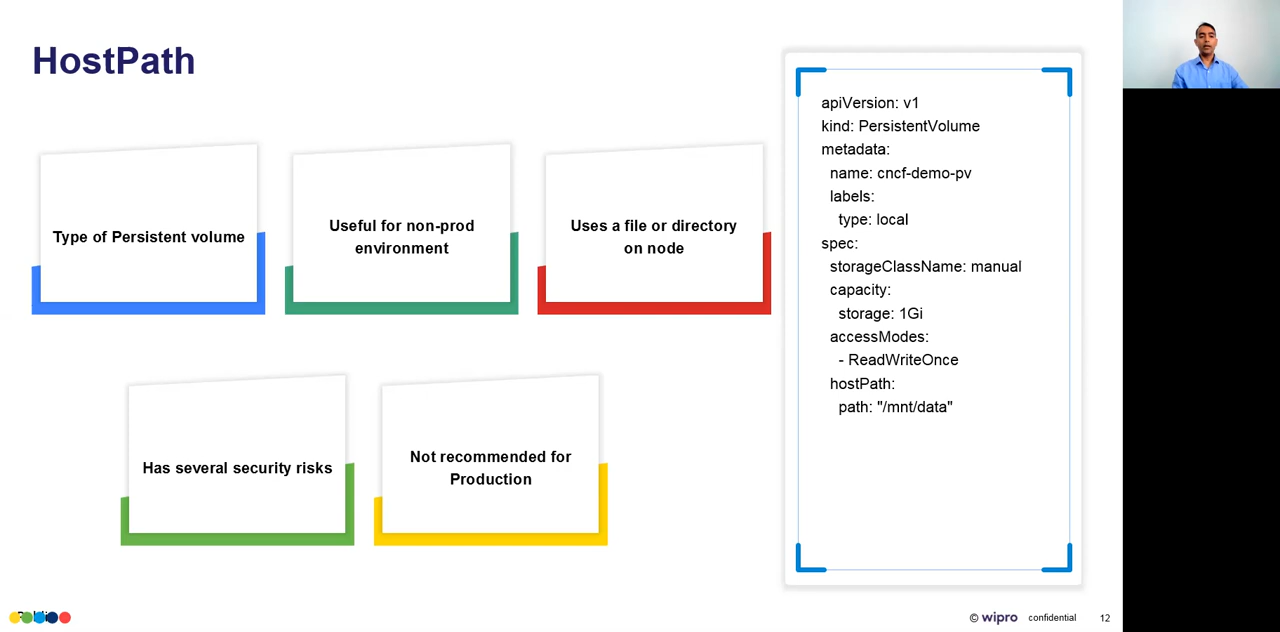 HostPath
Type of Persistent volume
Useful for non-prod
environment
Uses a file or directory
on node
Has several security risks
Not recommended for
Production
apiVersion: v1
kind: PersistentVolume
metadata:
name: cncf-demo-pv
labels:
type: local
spec:
storageClassName: manual
capacity:
storage: 1Gi
accessModes:
- ReadWriteOnce
hostPath:
path: "/mnt/data"
© wipro confidential 12